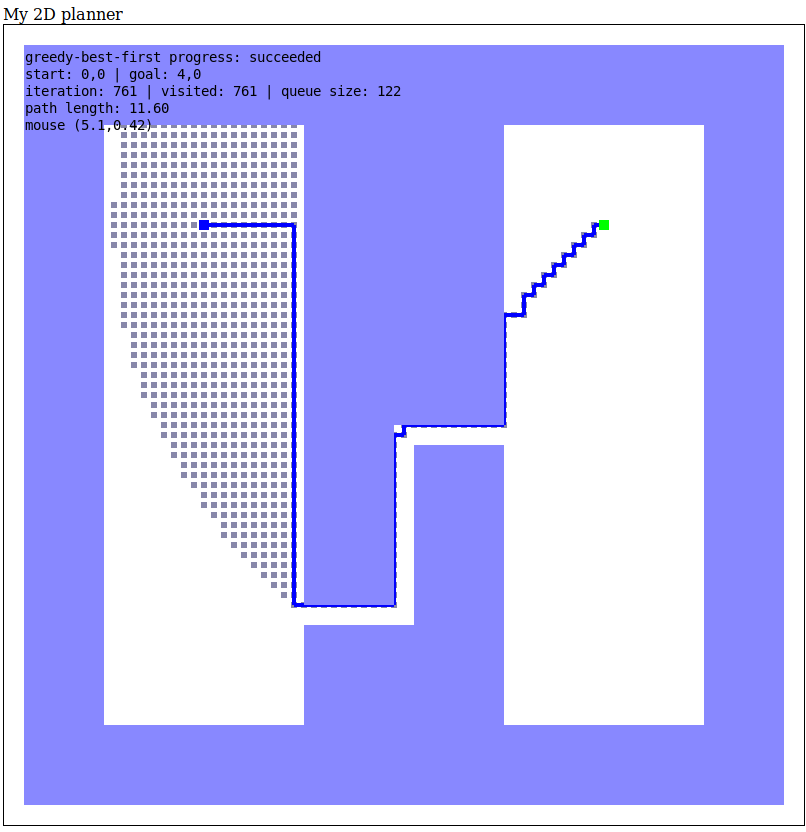 My 2D planner
greedy-best-first progress: succeeded
start: 0,0 | goal: 4,0
iteration: 761 | visited: 761 | queue size: 122
path length: 11.60
mouse (5.1,0.42)